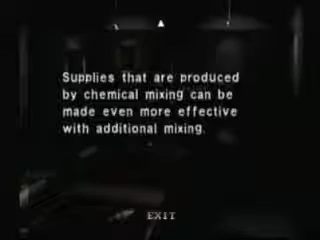 Supplies that are produced
by chemical mixing can be
made even more effective
with additional mixing.
EXIT